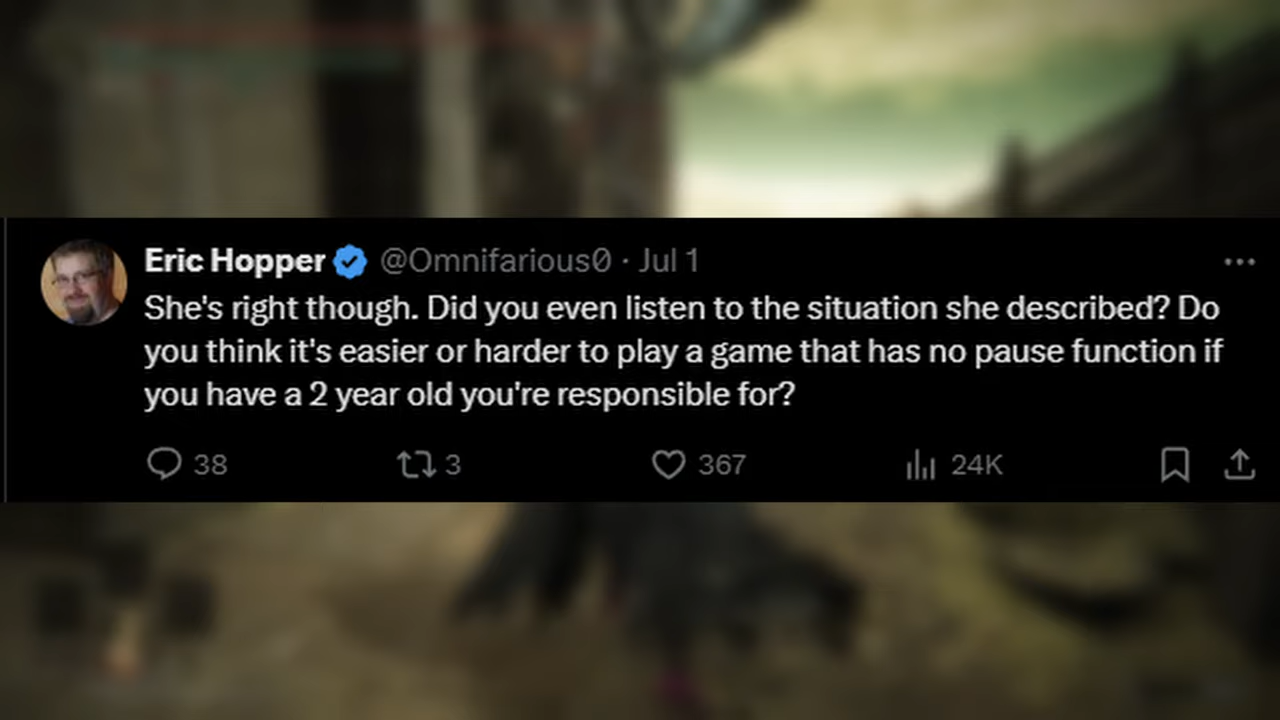 Eric Hopper @Omnifarious0 · Jul 1
She's right though. Did you even listen to the situation she described? Do
you think it's easier or harder to play a game that has no pause function if
you have a 2 year old you're responsible for?
38 3 367 24K